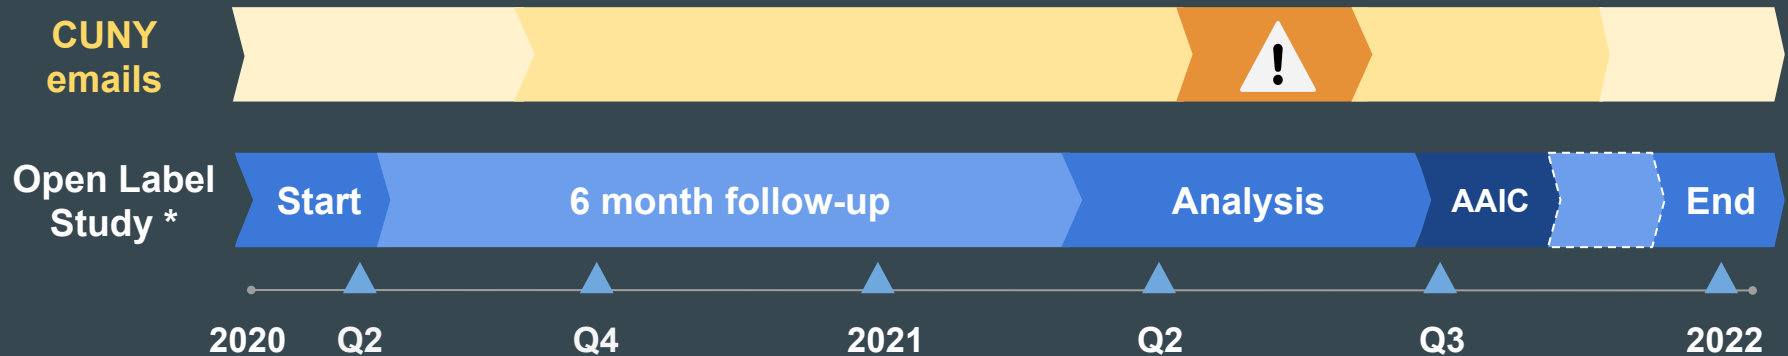 CUNY
emails
!
Open Label
Study *
Start
6 month follow-up
Analysis
AAIC
End
2020 Q2 Q4 2021 Q2 Q3 2022